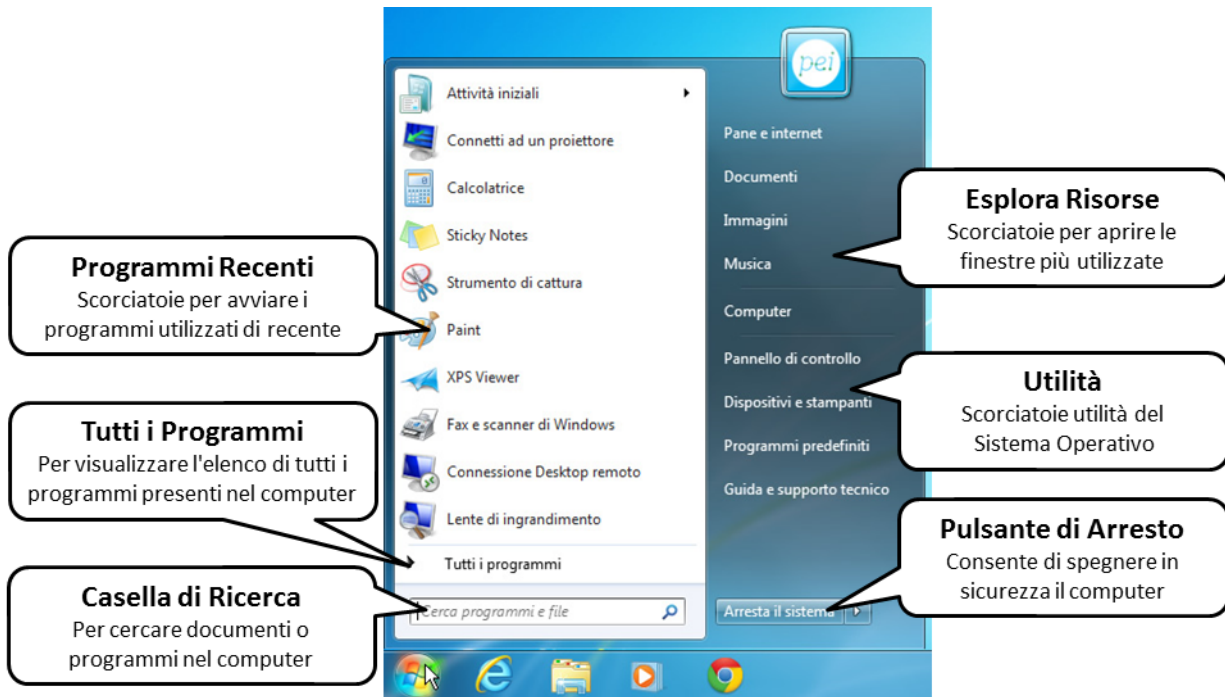 pei
Attività iniziali
Connetti ad un proiettore
Calcolatrice
Sticky Notes
Strumento di cattura
Paint
XPS Viewer
Fax e scanner di Windows
Connessione Desktop remoto
Lente di ingrandimento
Tutti i programmi
Cerca programmi e file
Pane e internet
Documenti
Immagini
Musica
Computer
Pannello di controllo
Dispositivi e stampanti
Programmi predefiniti
Guida e supporto tecnico
Arresta il sistema
Programmi Recenti
Scorciatoie per avviare i
programmi utilizzati di recente
Tutti i Programmi
Per visualizzare l'elenco di tutti i
programmi presenti nel computer
Casella di Ricerca
Per cercare documenti o
programmi nel computer
Esplora Risorse
Scorciatoie per aprire le
finestre più utilizzate
Utilità
Scorciatoie utilità del
Sistema Operativo
Pulsante di Arresto
Consente di spegnere in
sicurezza il computer